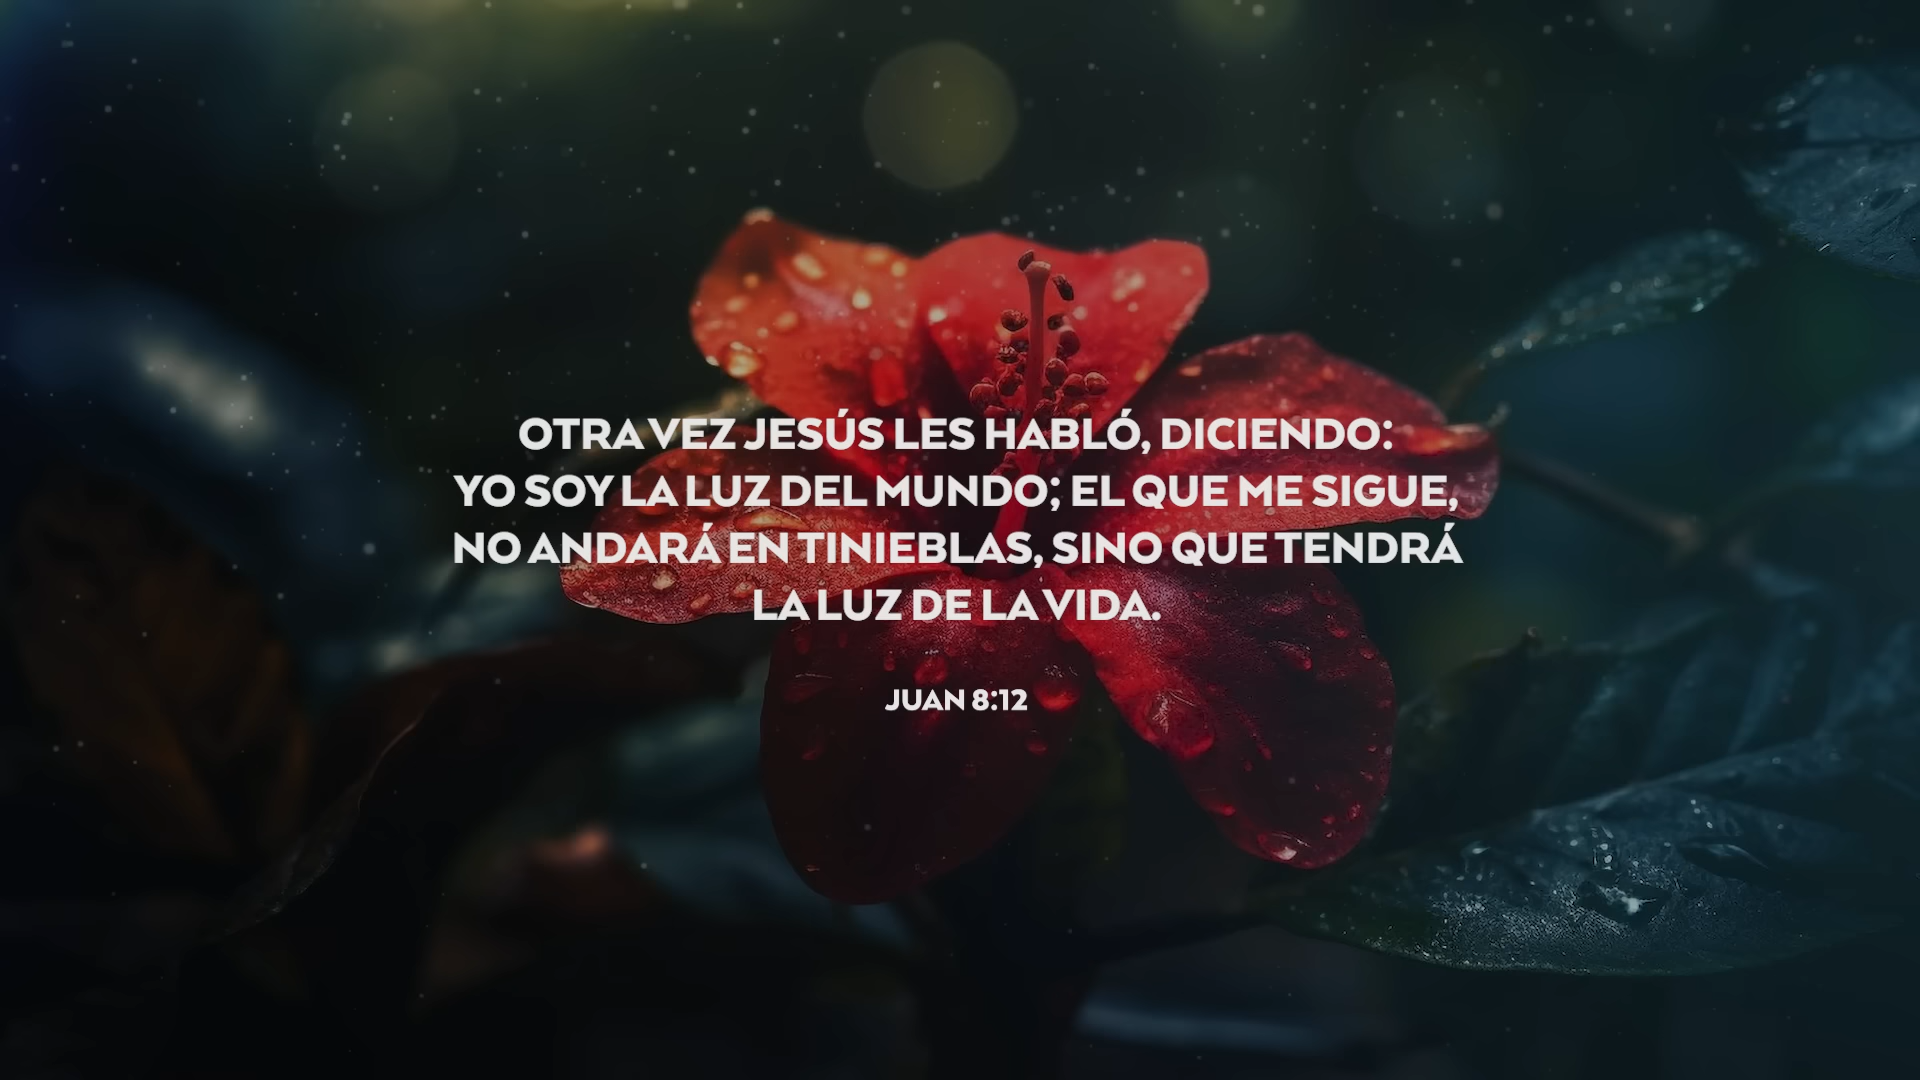 OTRA VEZ JESÚS LES HABLÓ, DICIENDO:
YO SOY LA LUZ DEL MUNDO; EL QUE ME SIGUE,
NO ANDARÁ EN TINIEBLAS, SINO QUE TENDRÁ
LA LUZ DE LA VIDA.
JUAN 8:12